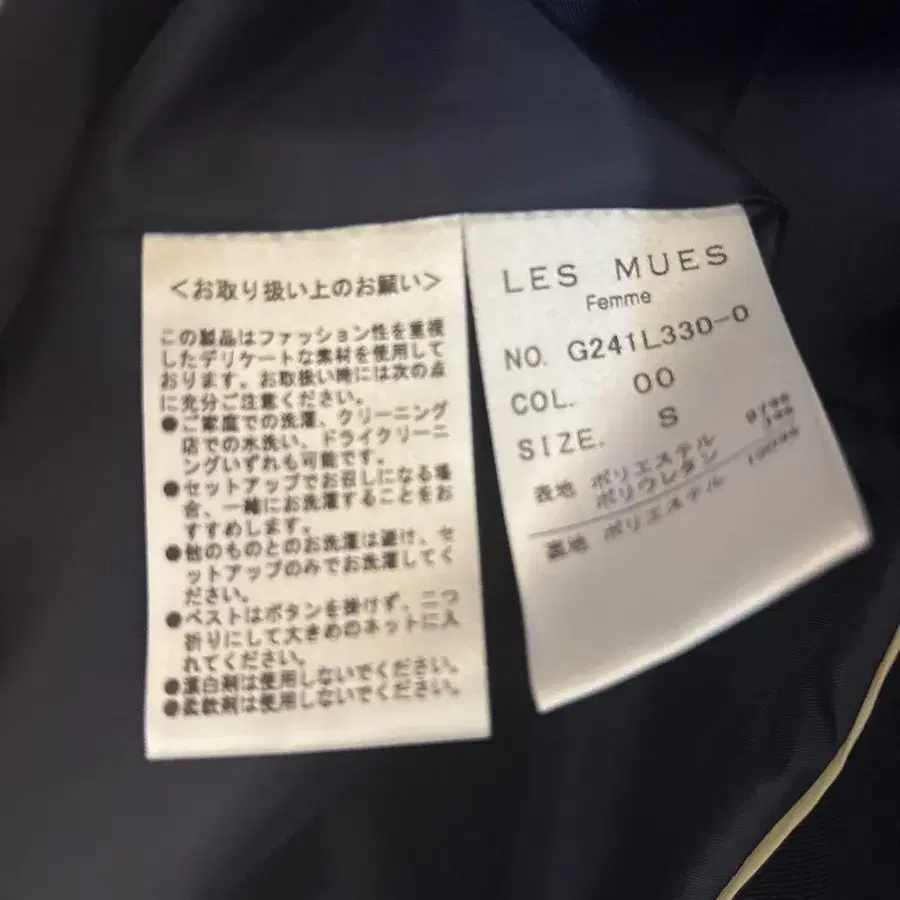 <お取り扱い上のお願い>
この製品はファッション性を重視
したデリケートな素材を使用して
おります。お取扱い時には次の点
に充分ご注意ください。
●ご家庭での洗濯、クリーニング
店での水洗い、ドライクリーニ
ングいずれも可能です。
●セットアップでお召しになる場
合、一緒にお洗濯することをお
すすめします。
●他のものとのお洗濯は避け、セ
ットアップのみでお洗濯してく
ださい。
●ベストはボタンを掛けず、二つ
折りにして大きめのネットに入
れてください。
●漂白剤は使用しないでください。
●柔軟剤は使用しないでください。
LES MUES
Femme
NO. G241L330-0
COL. 00
SIZE. S
表地 ポリエステル
ポリウレタン
裏地 ポリエステル 100%